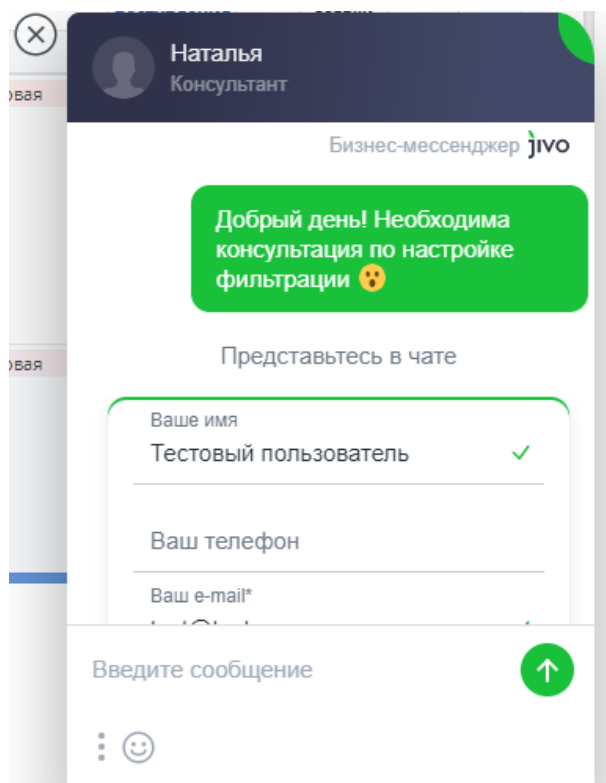 Наталья
Консультант
Бизнес-мессенджер jivo
Добрый день! Необходима
консультация по настройке
фильтрации 😮
Представьтесь в чате
Ваше имя
Тестовый пользователь
Ваш телефон
Ваш e-mail*
Введите сообщение